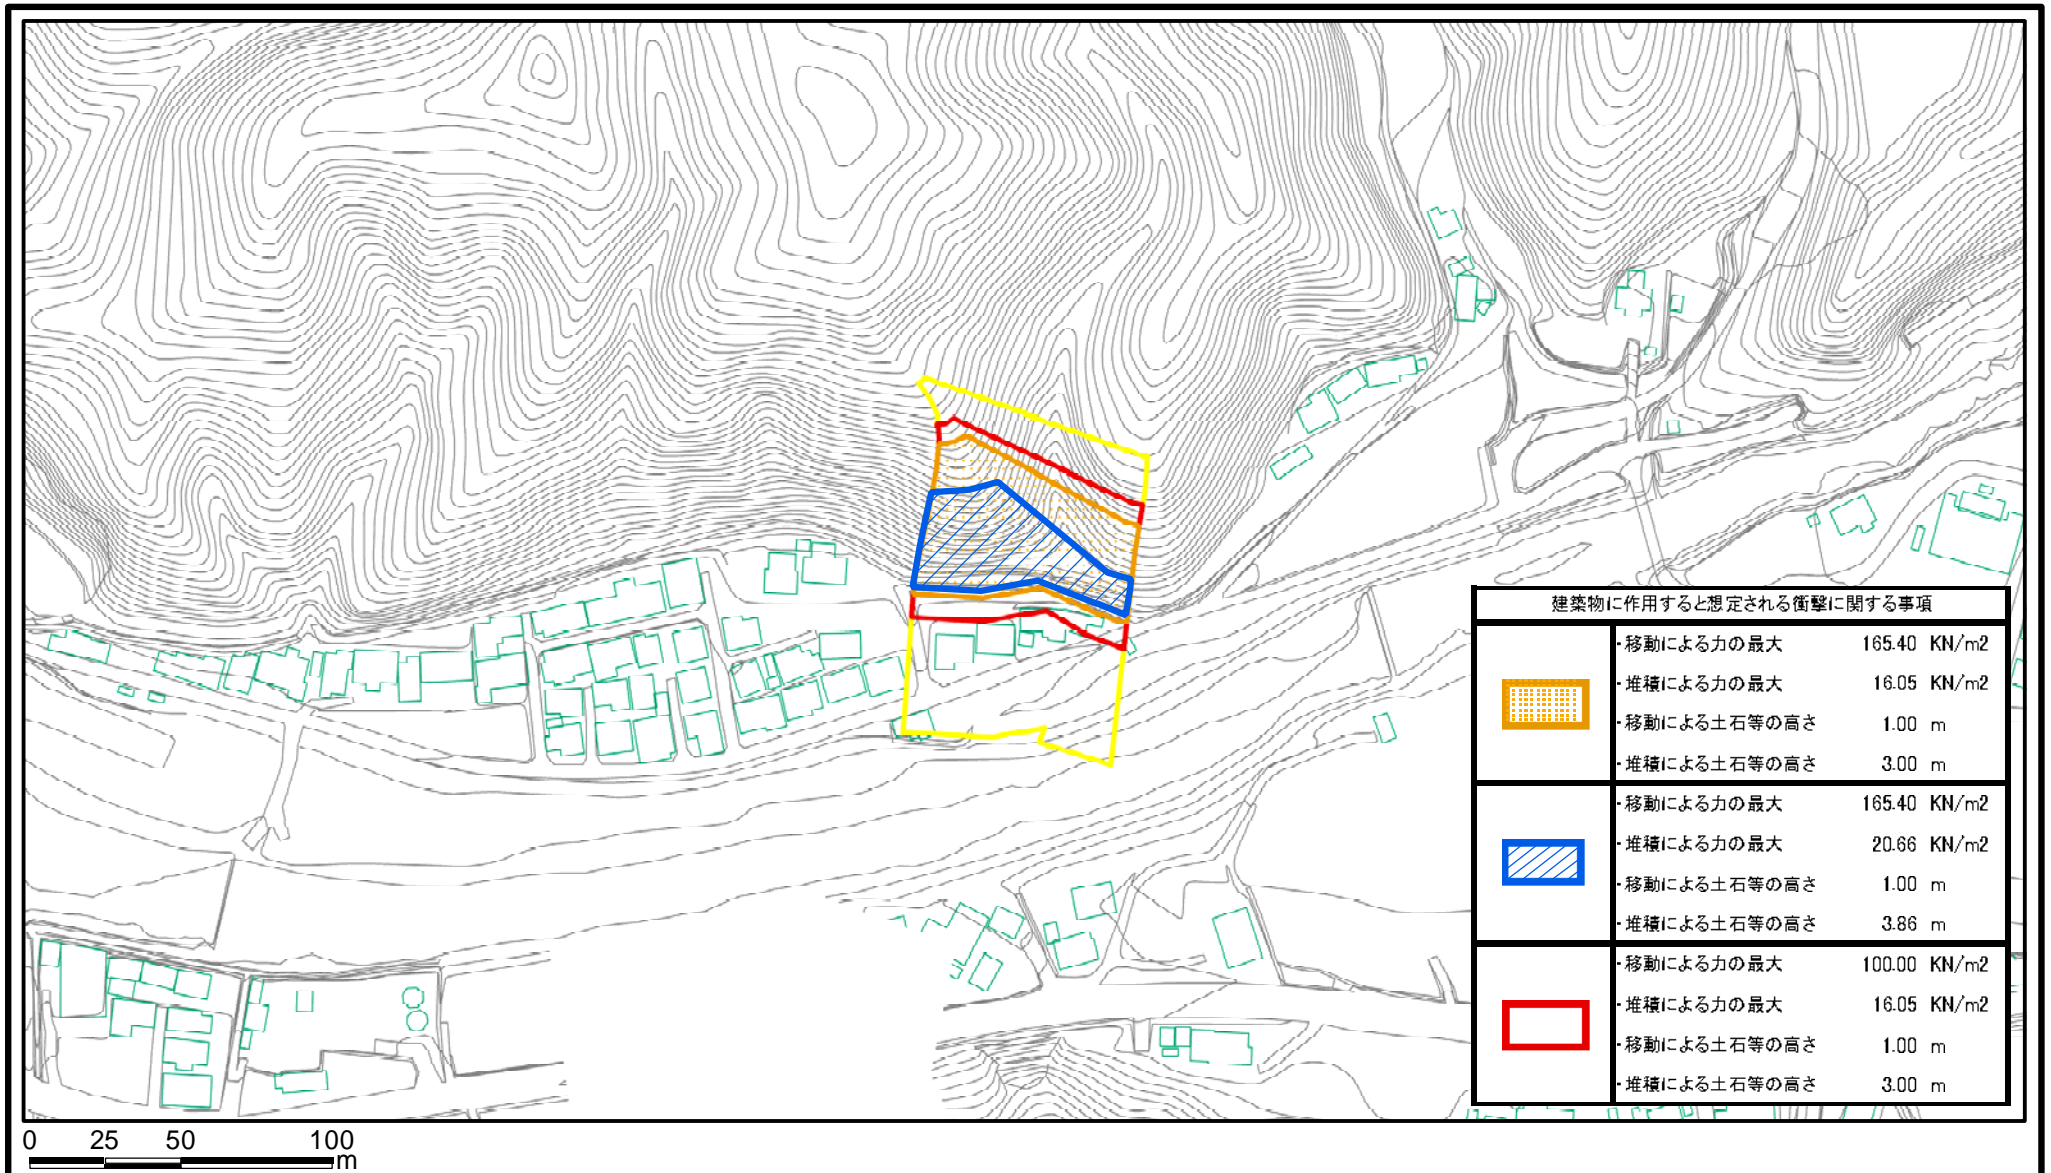 建築物に作用すると想定される衝撃に関する事項
・移動による力の最大 165.40 KN/m2
・堆積による力の最大 16.05 KN/m2
・移動による土石等の高さ 1.00 m
・堆積による土石等の高さ 3.00 m
・移動による力の最大 165.40 KN/m2
・堆積による力の最大 20.66 KN/m2
・移動による土石等の高さ 1.00 m
・堆積による土石等の高さ 3.86 m
・移動による力の最大 100.00 KN/m2
・堆積による力の最大 16.05 KN/m2
・移動による土石等の高さ 1.00 m
・堆積による土石等の高さ 3.00 m
0 25 50 100
m